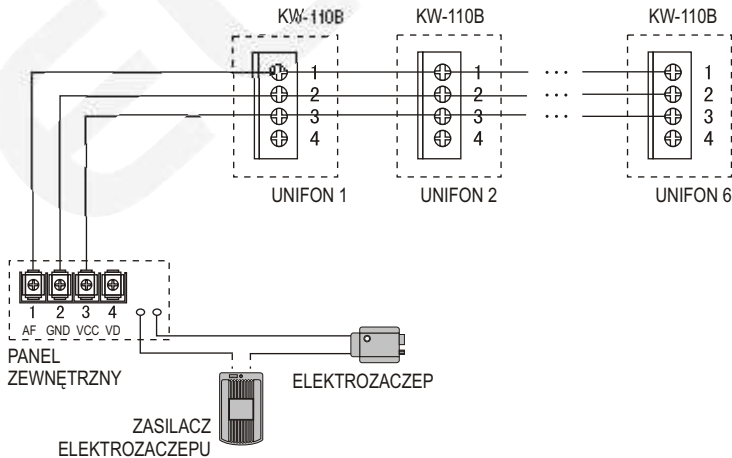 KW-110B KW-110B KW-110B
1 1 1
2 2 2
3 3 3
4 4 4
... ...
... ...
UNIFON 1 UNIFON 2 UNIFON 6
1 2 3 4
AF GND VCC VD
PANEL
ZEWNĘTRZNY
ELEKTROZACZEP
ZASILACZ
ELEKTROZACZEPU